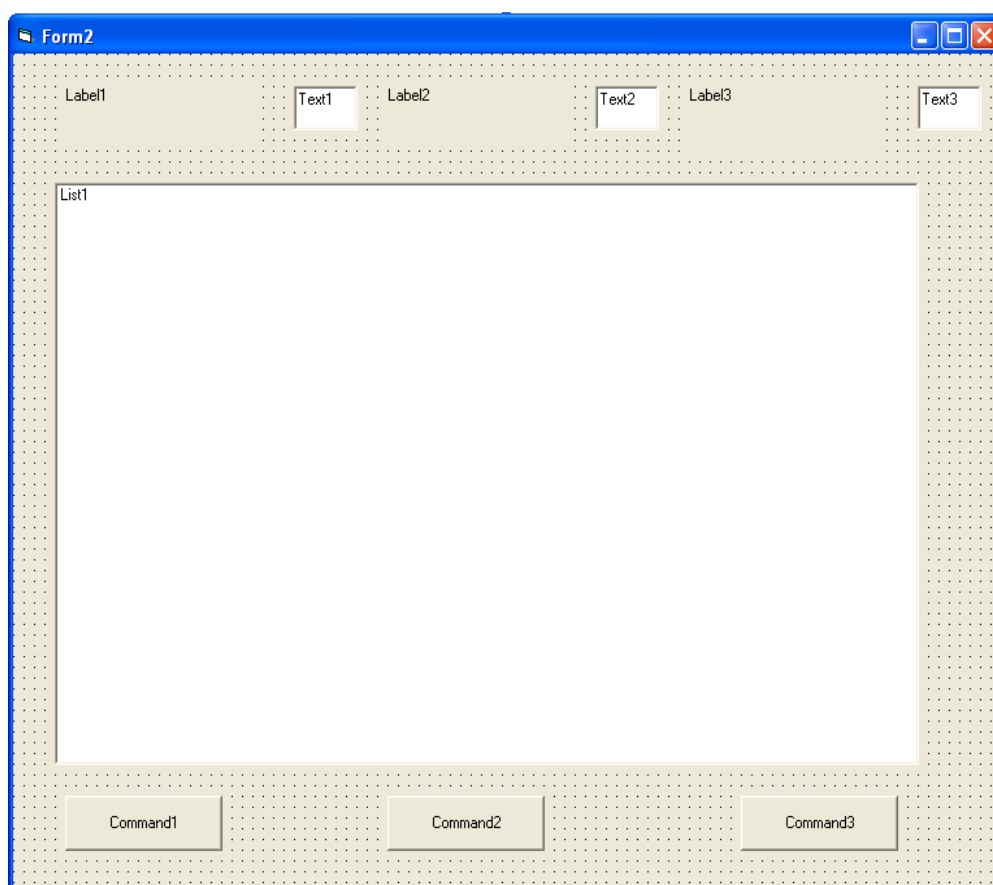 Form2
Label1 Text1 Label2 Text2 Label3 Text3
List1
Command1 Command2 Command3